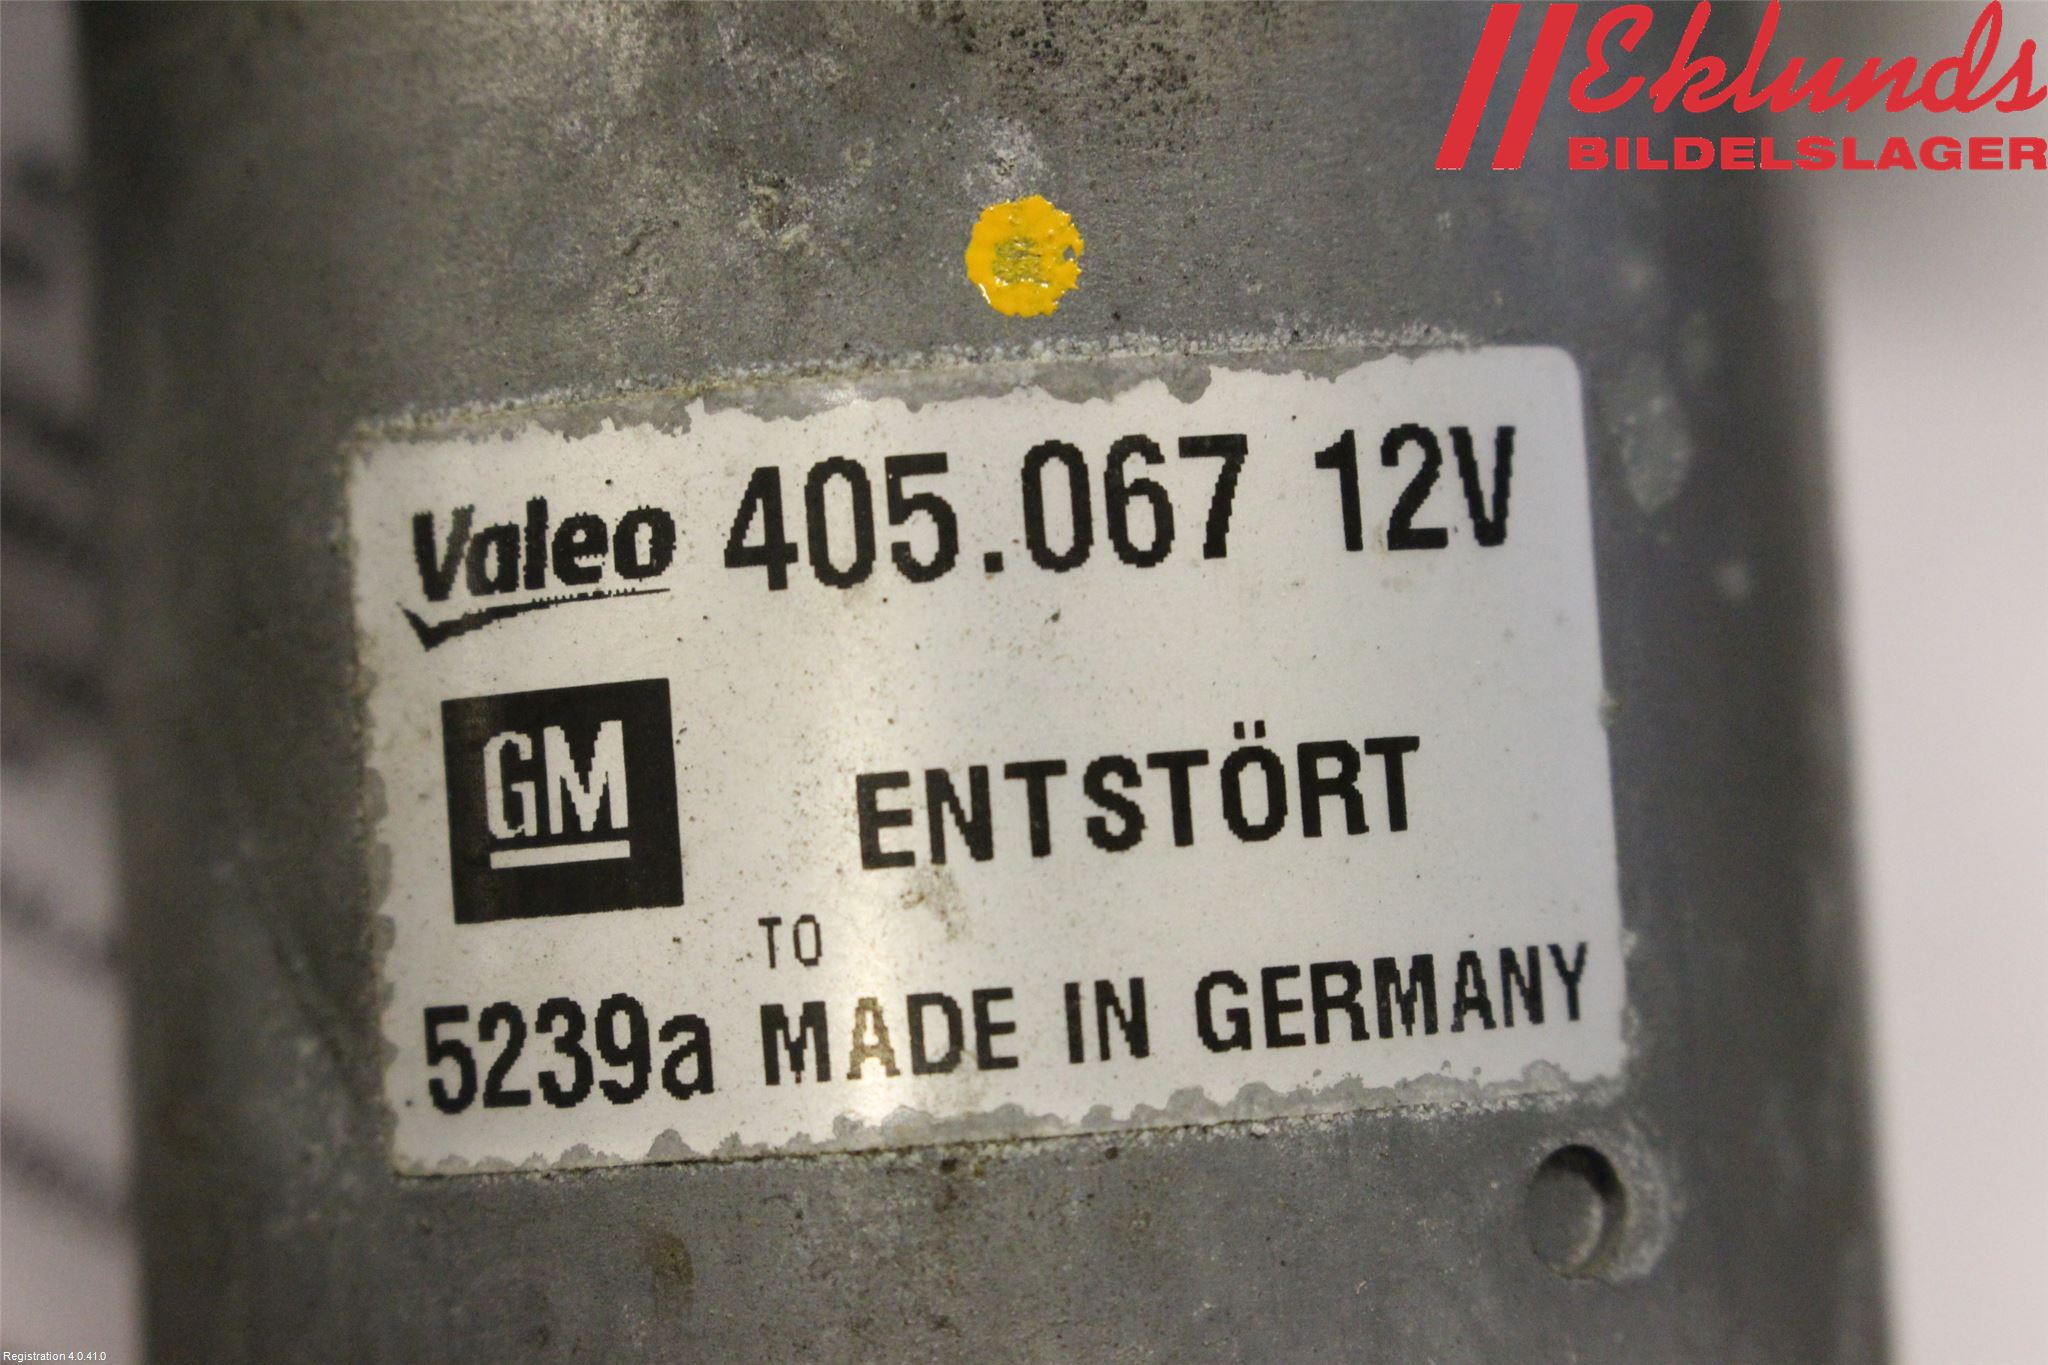 Eklunds
BILDELSLAGER
Valeo 405.067 12V
GM ENTSTÖRT
TO
5239a MADE IN GERMANY
Registration 4.0.41.0